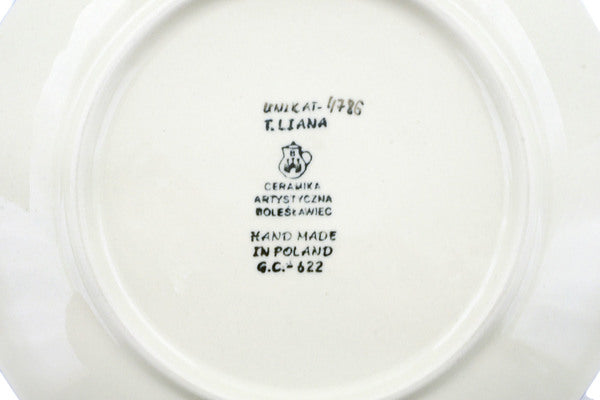 UNIKAT-4786
T.LIANA
B
CERAMIKA
ARTYSTYCZNA
BOLESŁAWIEC
HAND MADE
IN POLAND
G.C.-622